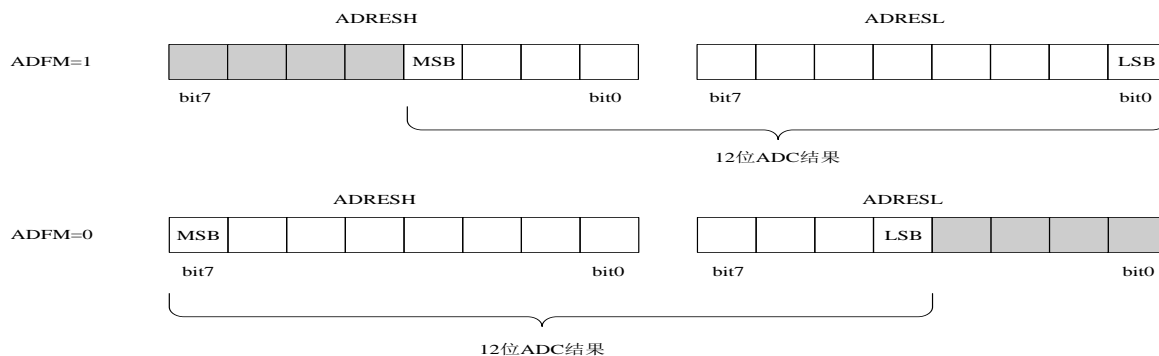 ADRESH ADRESL
ADFM=1 MSB LSB
bit7 bit0 bit7 bit0
12位ADC结果
ADRESH ADRESL
ADFM=0 MSB LSB
bit7 bit0 bit7 bit0
12位ADC结果